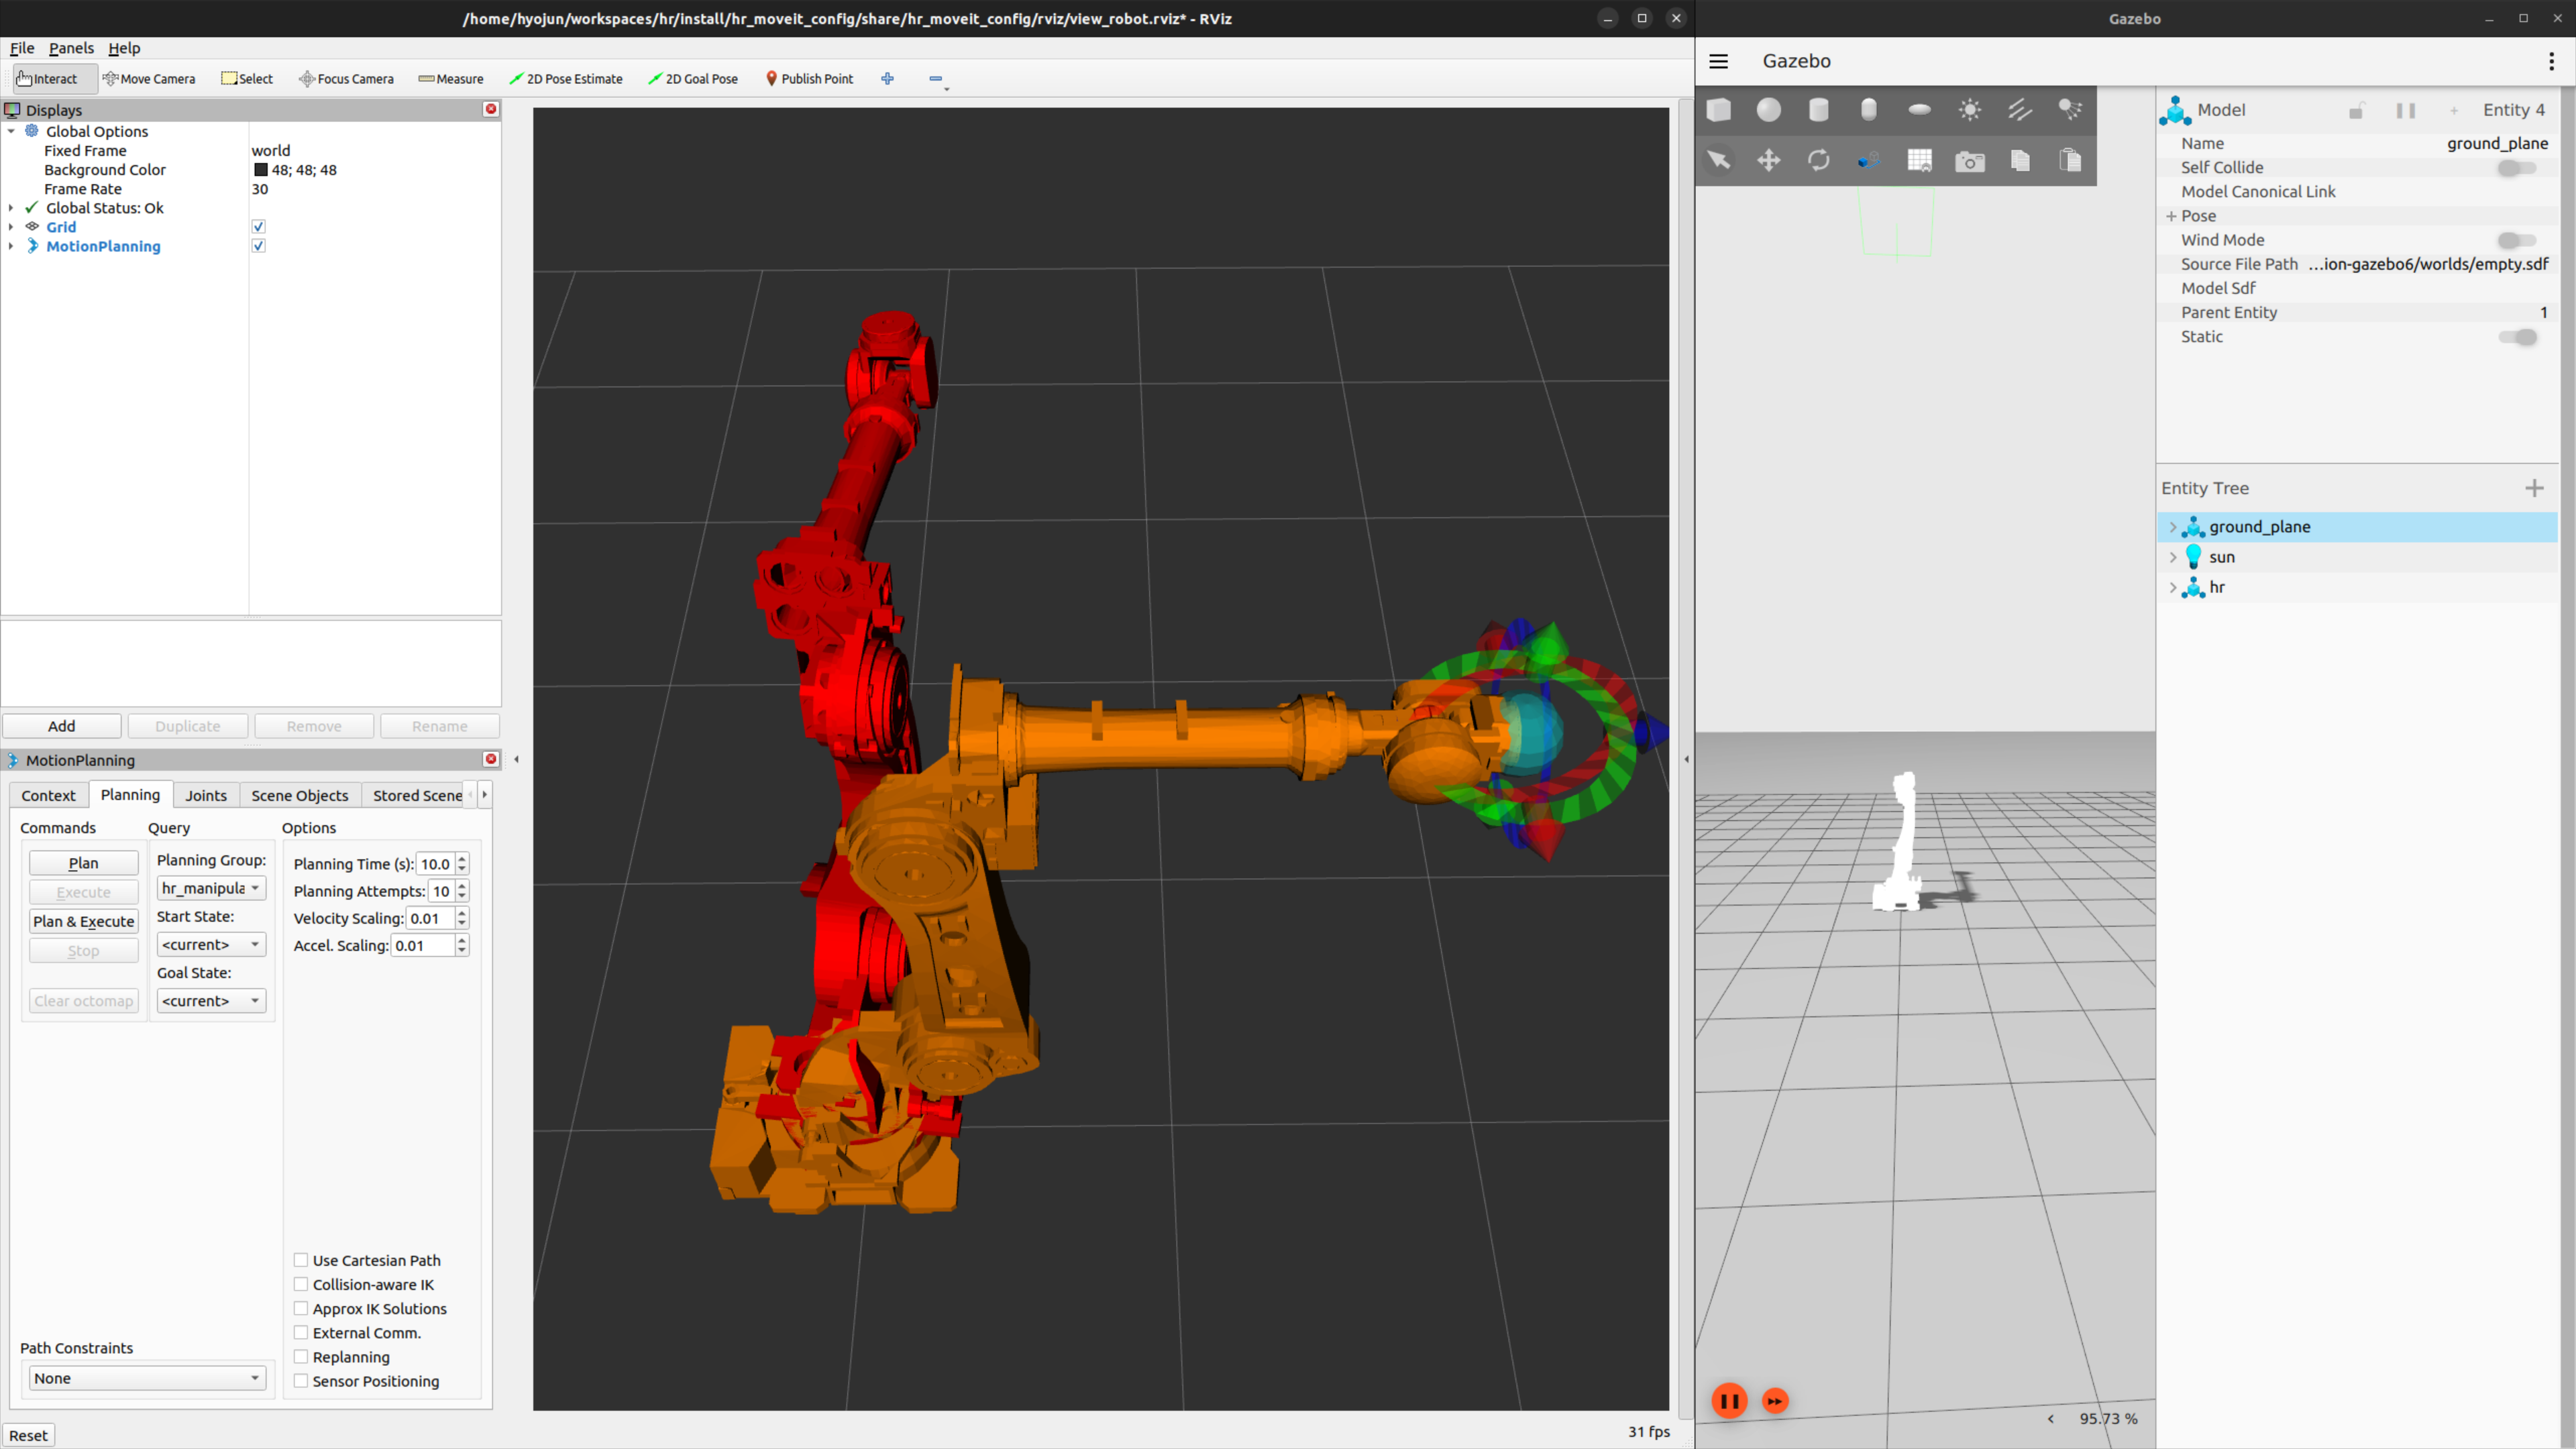 /home/hyojun/workspaces/hr/install/hr_moveit_config/share/hr_moveit_config/rviz/view_robot.rviz* - RViz
File Panels Help
Interact Move Camera Select Focus Camera Measure 2D Pose Estimate 2D Goal Pose Publish Point
Displays
Global Options
Fixed Frame world
Background Color 48; 48; 48
Frame Rate 30
Global Status: Ok
Grid
MotionPlanning
Add Duplicate Remove Rename
MotionPlanning
Context Planning Joints Scene Objects Stored Scene
Commands Query Options
Plan
Execute
Plan & Execute
Stop
Clear octomap
Planning Group:
hr_manipula
Start State:
<current>
Goal State:
<current>
Planning Time (s): 10.0
Planning Attempts: 10
Velocity Scaling: 0.01
Accel. Scaling: 0.01
Use Cartesian Path
Collision-aware IK
Approx IK Solutions
External Comm.
Replanning
Sensor Positioning
Path Constraints
None
Reset
31 fps
Gazebo
Gazebo
Model Entity 4
Name ground_plane
Self Collide
Model Canonical Link
Pose
Wind Mode
Source File Path ...ion-gazebo6/worlds/empty.sdf
Model Sdf
Parent Entity 1
Static
Entity Tree
ground_plane
sun
hr
95.73 %